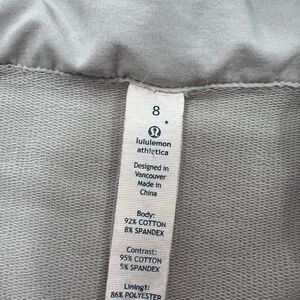 8
lululemon
athletica
Designed in
Vancouver
Made in
China
Body:
92% COTTON
8% SPANDEX
Contrast:
95% COTTON
5% SPANDEX
Lining1:
86% POLYESTER